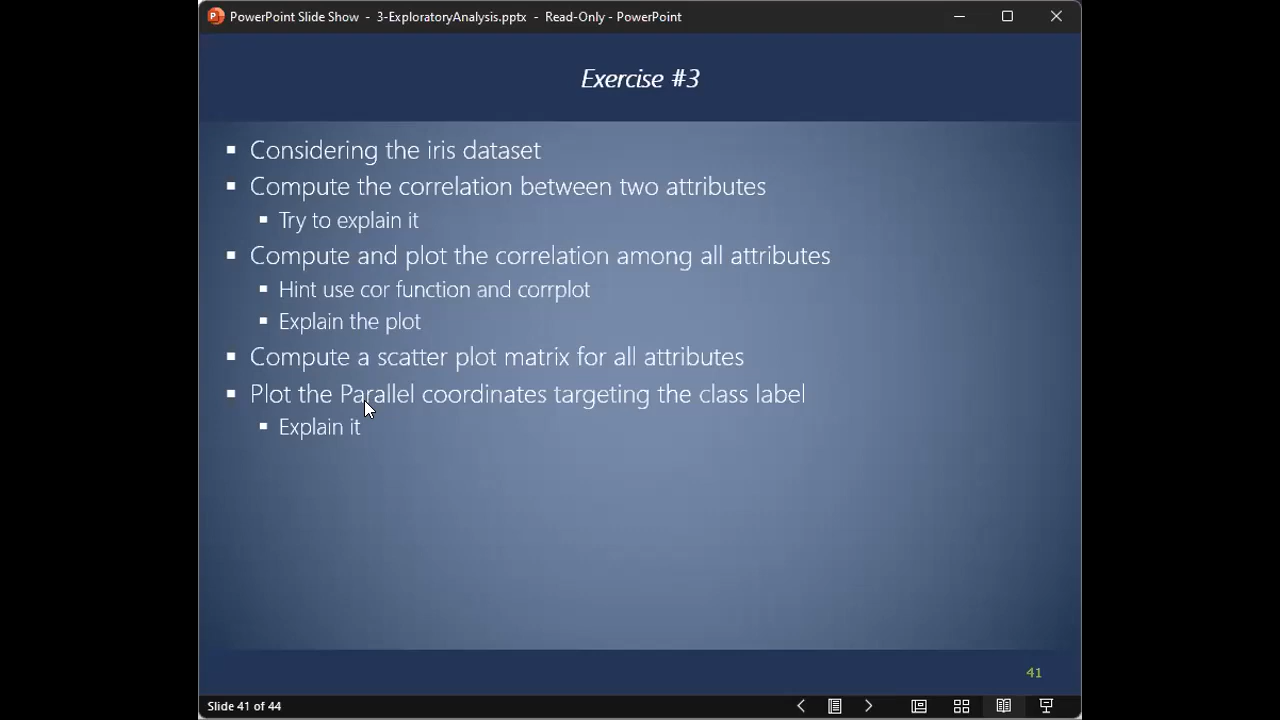 PowerPoint Slide Show - 3-ExploratoryAnalysis.pptx - Read-Only - PowerPoint
Exercise #3
▪ Considering the iris dataset
▪ Compute the correlation between two attributes
▪ Try to explain it
▪ Compute and plot the correlation among all attributes
▪ Hint use cor function and corrplot
▪ Explain the plot
▪ Compute a scatter plot matrix for all attributes
▪ Plot the Parallel coordinates targeting the class label
▪ Explain it
41
Slide 41 of 44